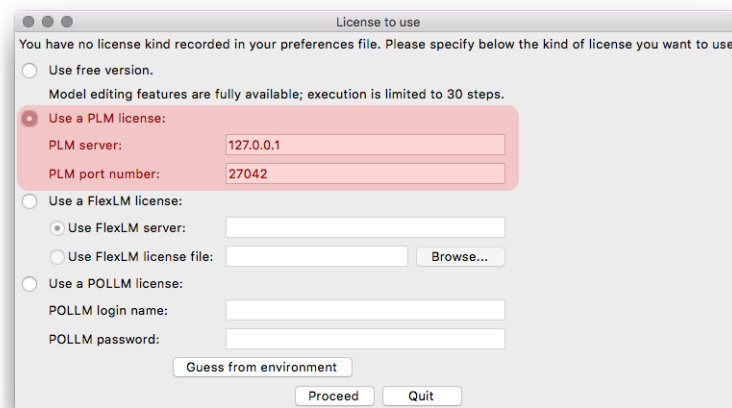 License to use
You have no license kind recorded in your preferences file. Please specify below the kind of license you want to use
Use free version.
Model editing features are fully available; execution is limited to 30 steps.
Use a PLM license:
PLM server: 127.0.0.1
PLM port number: 27042
Use a FlexLM license:
Use FlexLM server:
Use FlexLM license file: Browse...
Use a POLLM license:
POLLM login name:
POLLM password:
Guess from environment
Proceed Quit